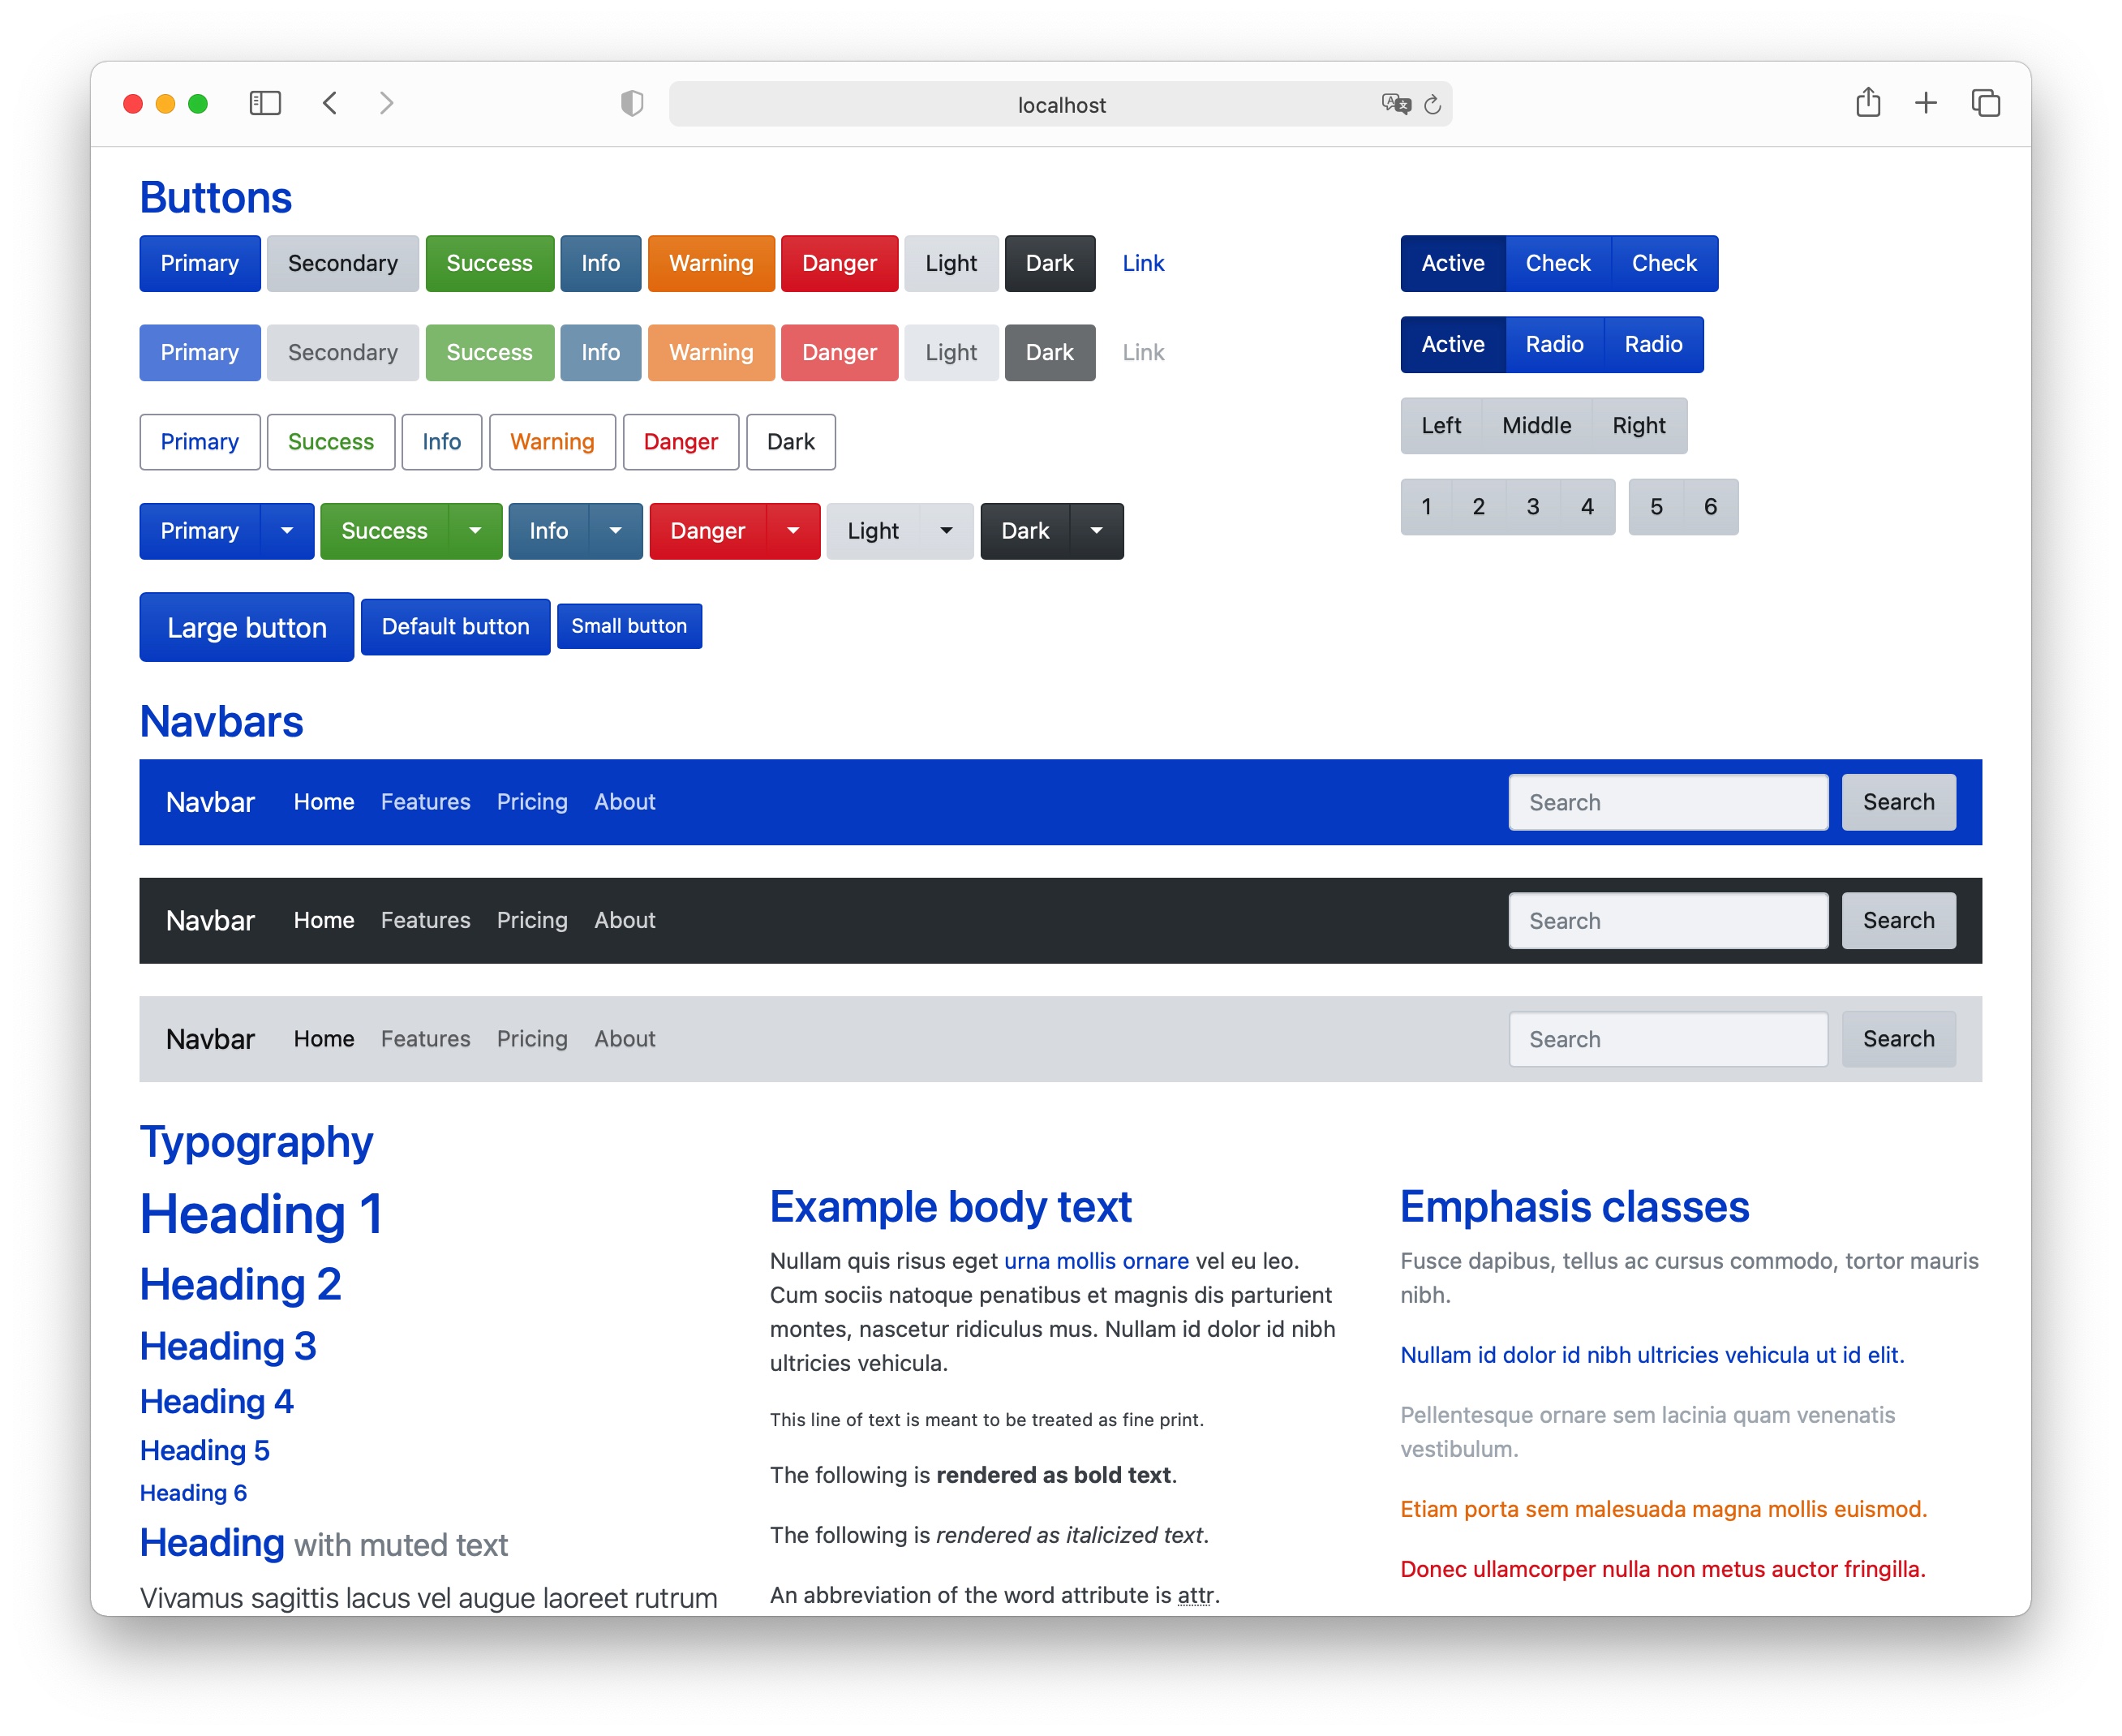 localhost
Buttons
Primary Secondary Success Info Warning Danger Light Dark Link
Active Check Check
Primary Secondary Success Info Warning Danger Light Dark Link
Active Radio Radio
Primary Success Info Warning Danger Dark
Left Middle Right
Primary Success Info Danger Light Dark
1 2 3 4 5 6
Large button Default button Small button
Navbars
Navbar Home Features Pricing About Search Search
Navbar Home Features Pricing About Search Search
Navbar Home Features Pricing About Search Search
Typography
Heading 1
Heading 2
Heading 3
Heading 4
Heading 5
Heading 6
Heading with muted text
Vivamus sagittis lacus vel augue laoreet rutrum
Example body text
Nullam quis risus eget urna mollis ornare vel eu leo.
Cum sociis natoque penatibus et magnis dis parturient
montes, nascetur ridiculus mus. Nullam id dolor id nibh
ultricies vehicula.
This line of text is meant to be treated as fine print.
The following is rendered as bold text.
The following is rendered as italicized text.
An abbreviation of the word attribute is attr.
Emphasis classes
Fusce dapibus, tellus ac cursus commodo, tortor mauris
nibh.
Nullam id dolor id nibh ultricies vehicula ut id elit.
Pellentesque ornare sem lacinia quam venenatis
vestibulum.
Etiam porta sem malesuada magna mollis euismod.
Donec ullamcorper nulla non metus auctor fringilla.